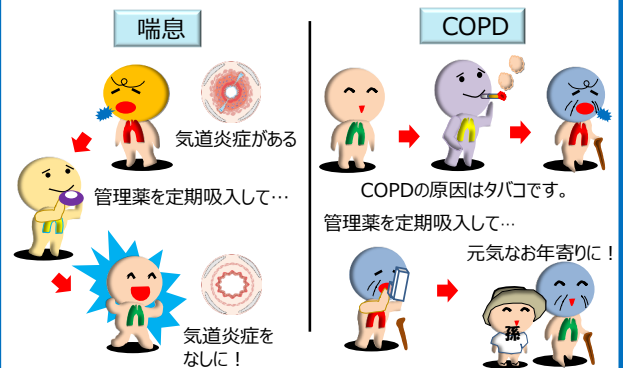 喘息
気道炎症がある
管理薬を定期吸入して…
気道炎症を
なしに！
COPD
COPDの原因はタバコです。
管理薬を定期吸入して…
元気なお年寄りに！
孫